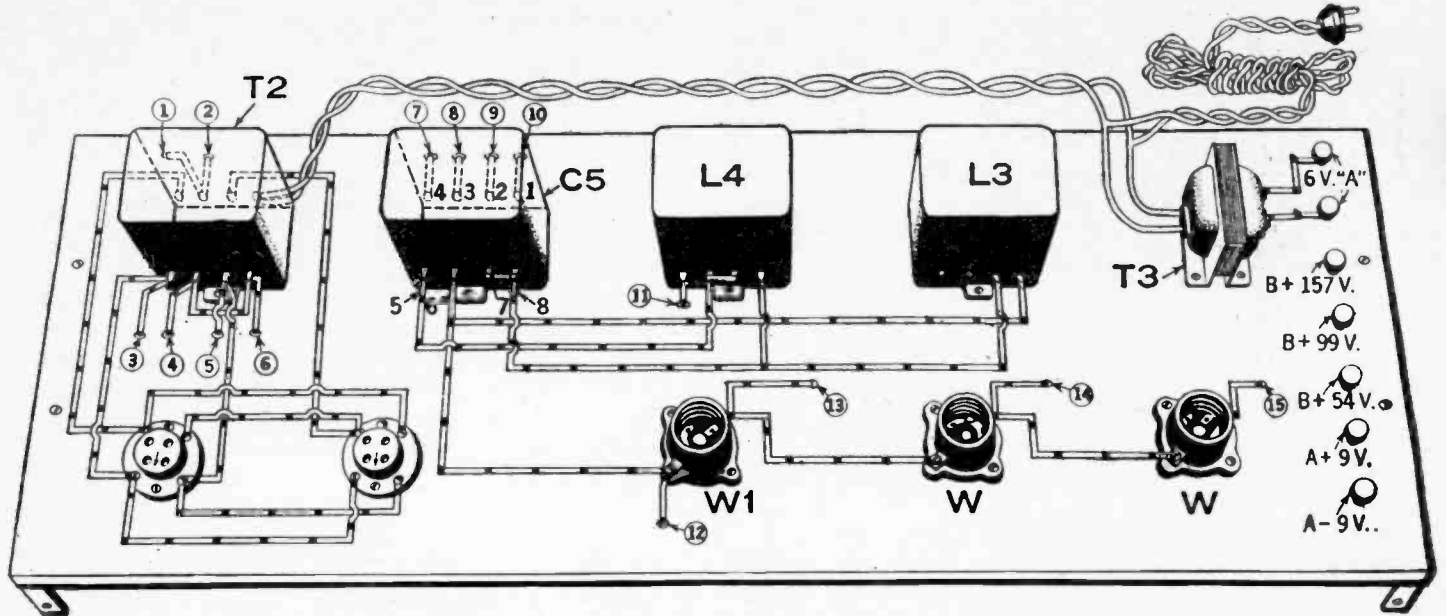 T2
① ②
⑦ ⑧ ⑨ ⑩
4 3 2 1
C5
L4
L3
6 V. "A"
T3
B+ 157 V.
B+ 99 V.
B+ 54 V.
A+ 9 V.
A- 9 V..
5 6 7 8
③ ④ ⑤ ⑥
⑪
⑬
⑭
⑮
W1
W
W
⑫